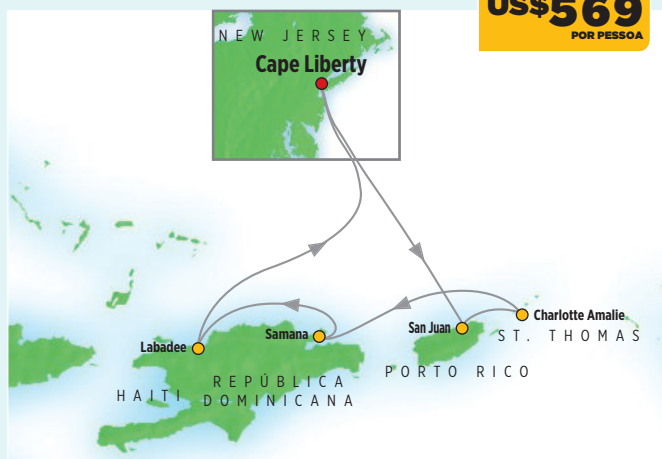 US$569
POR PESSOA
NEW JERSEY
Cape Liberty
Charlotte Amalie
ST. THOMAS
San Juan
PORTO RICO
Samana
Labadee
HAITI
REPÚBLICA
DOMINICANA